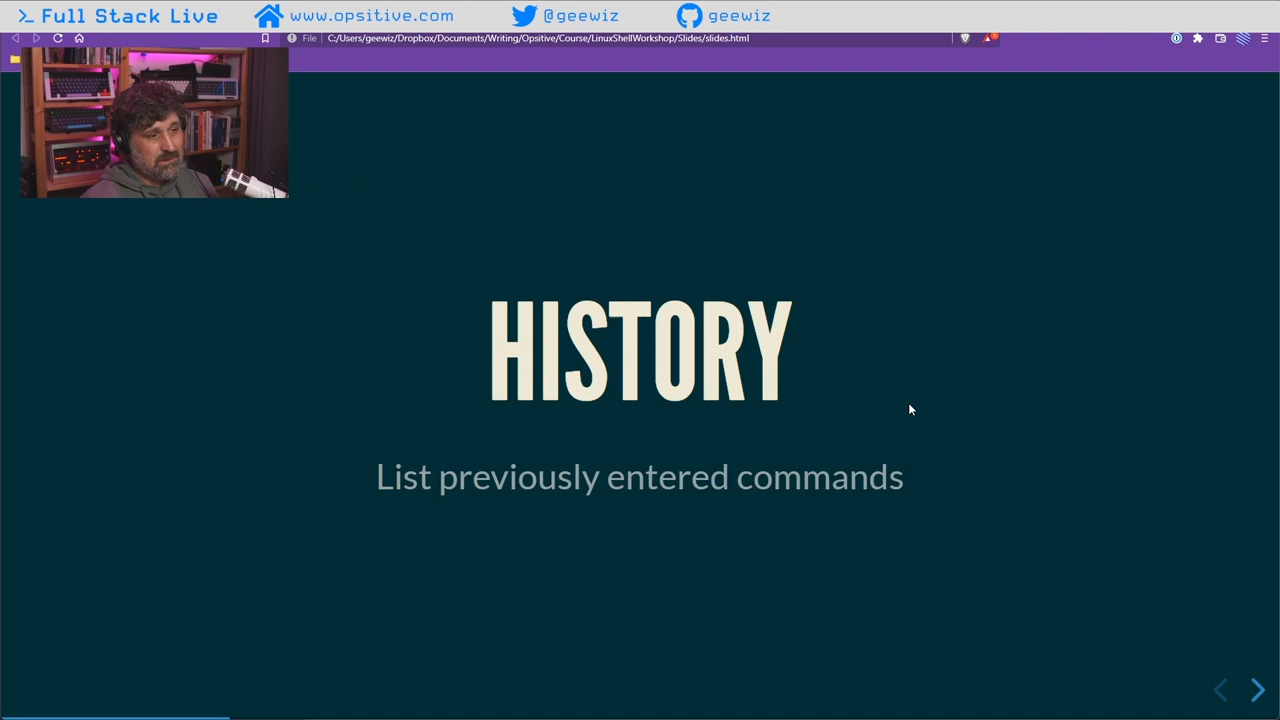 >_ Full Stack Live
www.opsitive.com
@geewiz
geewiz
File
C:/Users/geewiz/Dropbox/Documents/Writing/Opsitive/Course/LinuxShellWorkshop/Slides/slides.html
HISTORY
List previously entered commands